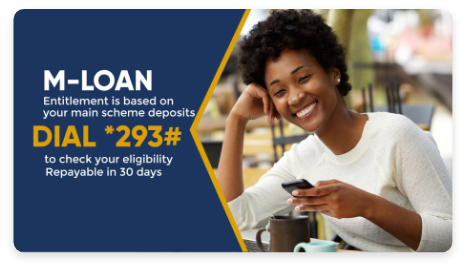 M-LOAN
Entitlement is based on
your main scheme deposits
DIAL *293#
to check your eligibility
Repayable in 30 days